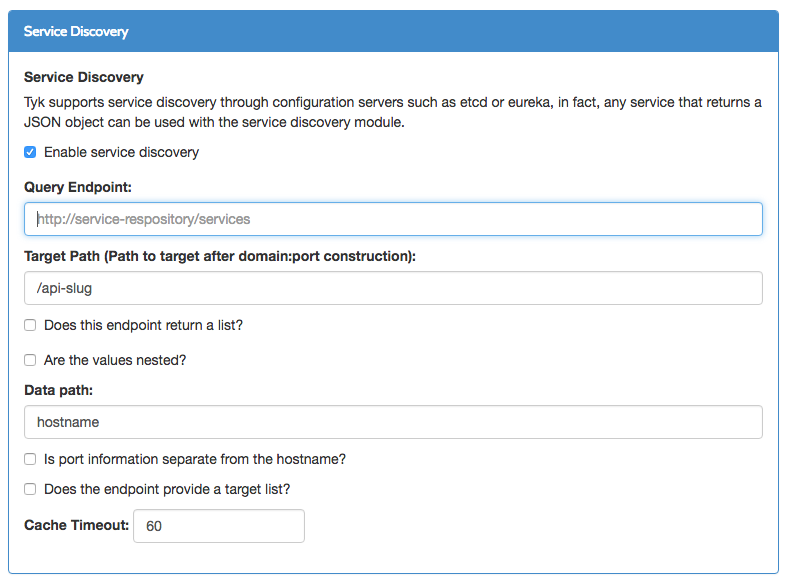 Service Discovery
Service Discovery
Tyk supports service discovery through configuration servers such as etcd or eureka, in fact, any service that returns a
JSON object can be used with the service discovery module.
Enable service discovery
Query Endpoint:
http://service-respository/services
Target Path (Path to target after domain:port construction):
/api-slug
Does this endpoint return a list?
Are the values nested?
Data path:
hostname
Is port information separate from the hostname?
Does the endpoint provide a target list?
Cache Timeout: 60